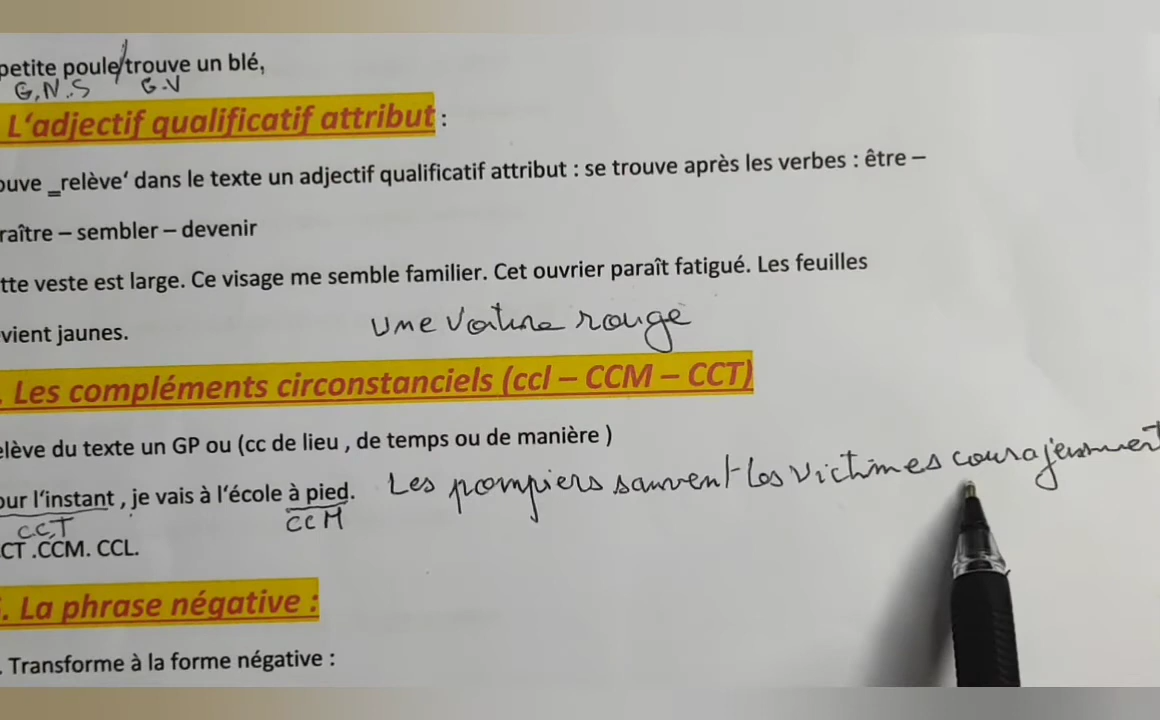 petite poule/trouve un blé,
G.N.S G.V
L'adjectif qualificatif attribut :
ouve _relève' dans le texte un adjectif qualificatif attribut : se trouve après les verbes : être –
raître – sembler – devenir
tte veste est large. Ce visage me semble familier. Cet ouvrier paraît fatigué. Les feuilles
vient jaunes. une voiture rouge
. Les compléments circonstanciels (ccl – CCM – CCT)
elève du texte un GP ou (cc de lieu , de temps ou de manière )
our l'instant , je vais à l'école à pied. Les pompiers sauvent les victimes courajeusement
C.C.T CCM
CT .CCM. CCL.
. La phrase négative :
. Transforme à la forme négative :